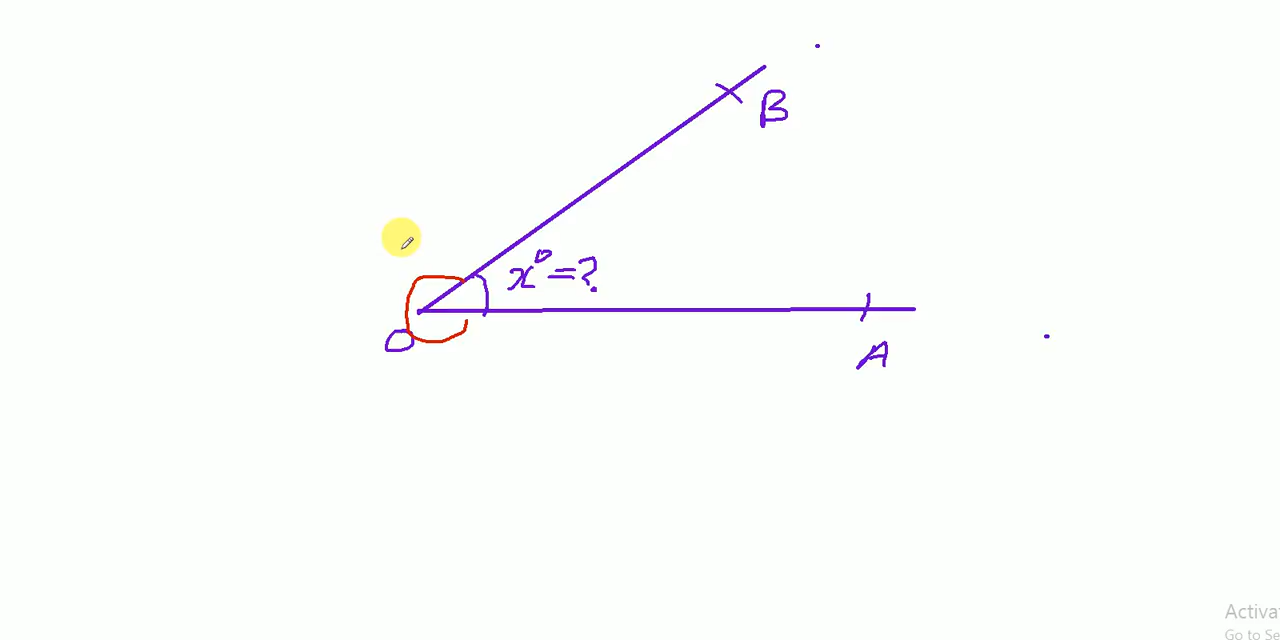 B
x°=?
O
A
Activa
Go to Se